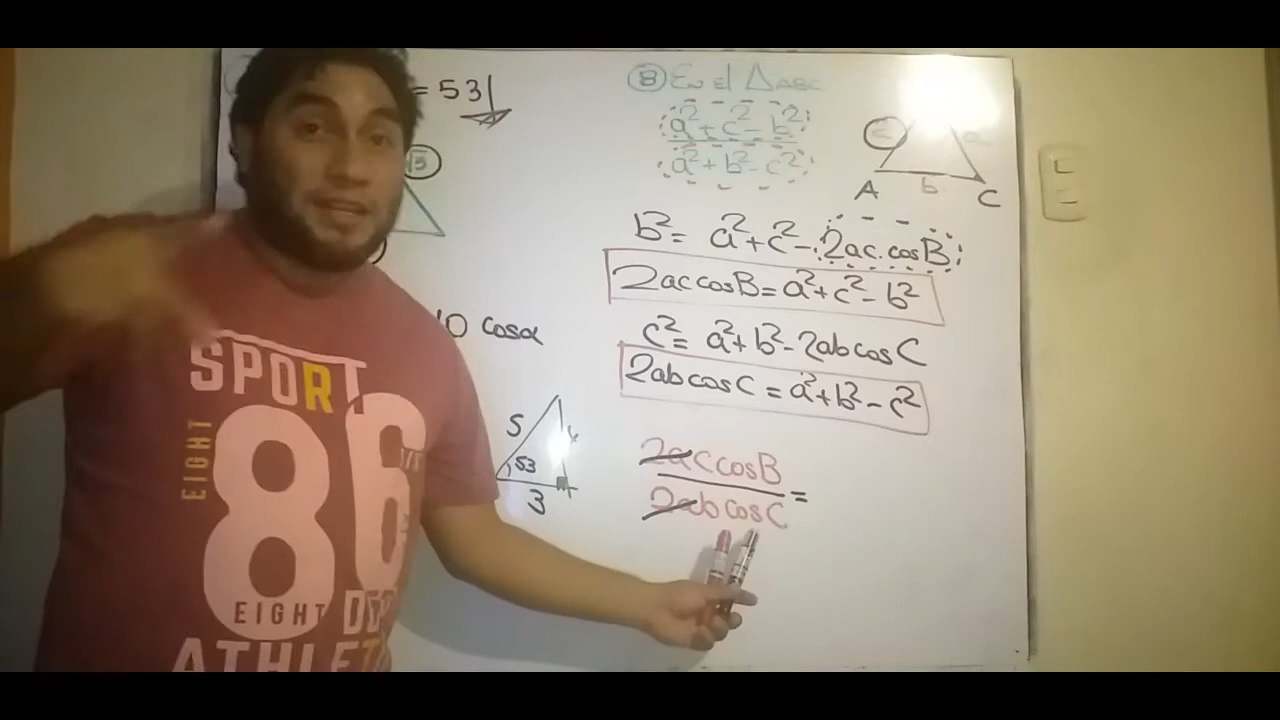 = 53
⑧ En el △ABC
a² + c² - b²
a² + b² - c²
c
a
A
b
C
b² = a² + c² - 2ac.cosB
2ac cosB = a² + c² - b²
c² = a² + b² - 2ab cosC
2ab cosC = a² + b² - c²
10 cosα
5
53
3
2ac cosB
2ab cosC
=
SPORT
86
EIGHT
EIGHT
ATHLET